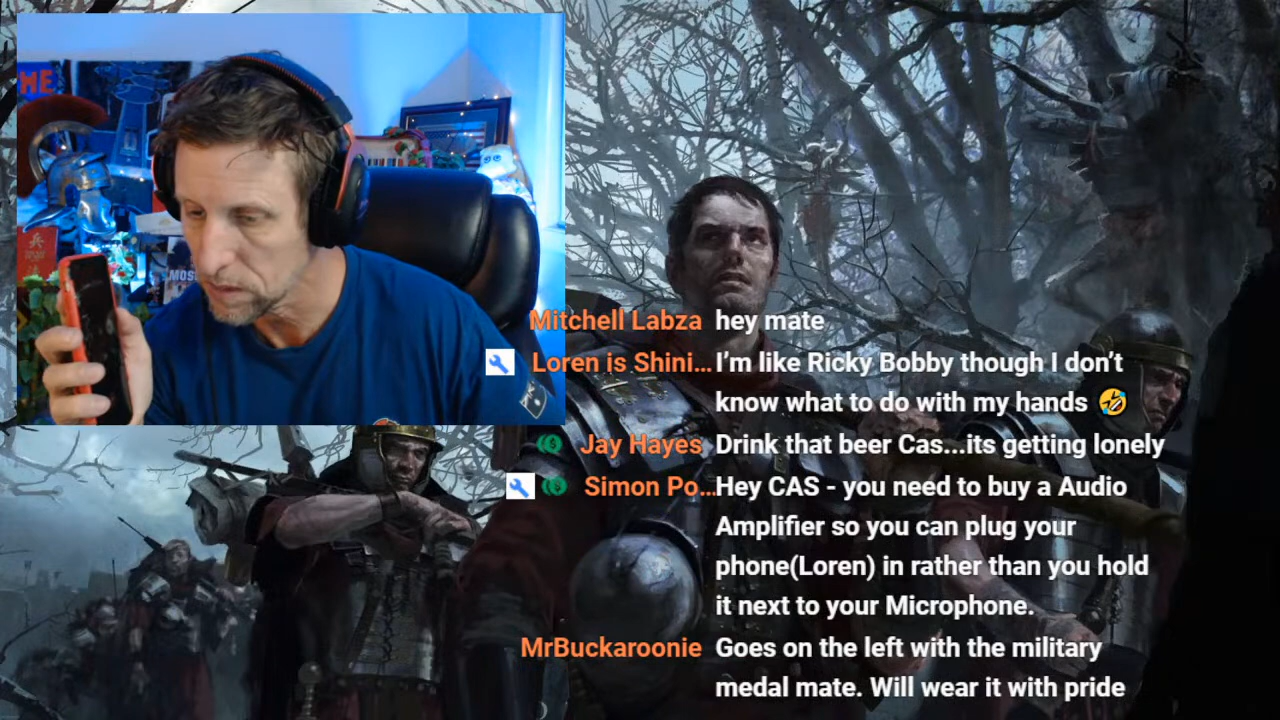 ME
MOS
Mitchell Labza hey mate
Loren is Shini... I'm like Ricky Bobby though I don't
know what to do with my hands 🤣
Jay Hayes Drink that beer Cas...its getting lonely
Simon Po... Hey CAS - you need to buy a Audio
Amplifier so you can plug your
phone(Loren) in rather than you hold
it next to your Microphone.
MrBuckaroonie Goes on the left with the military
medal mate. Will wear it with pride